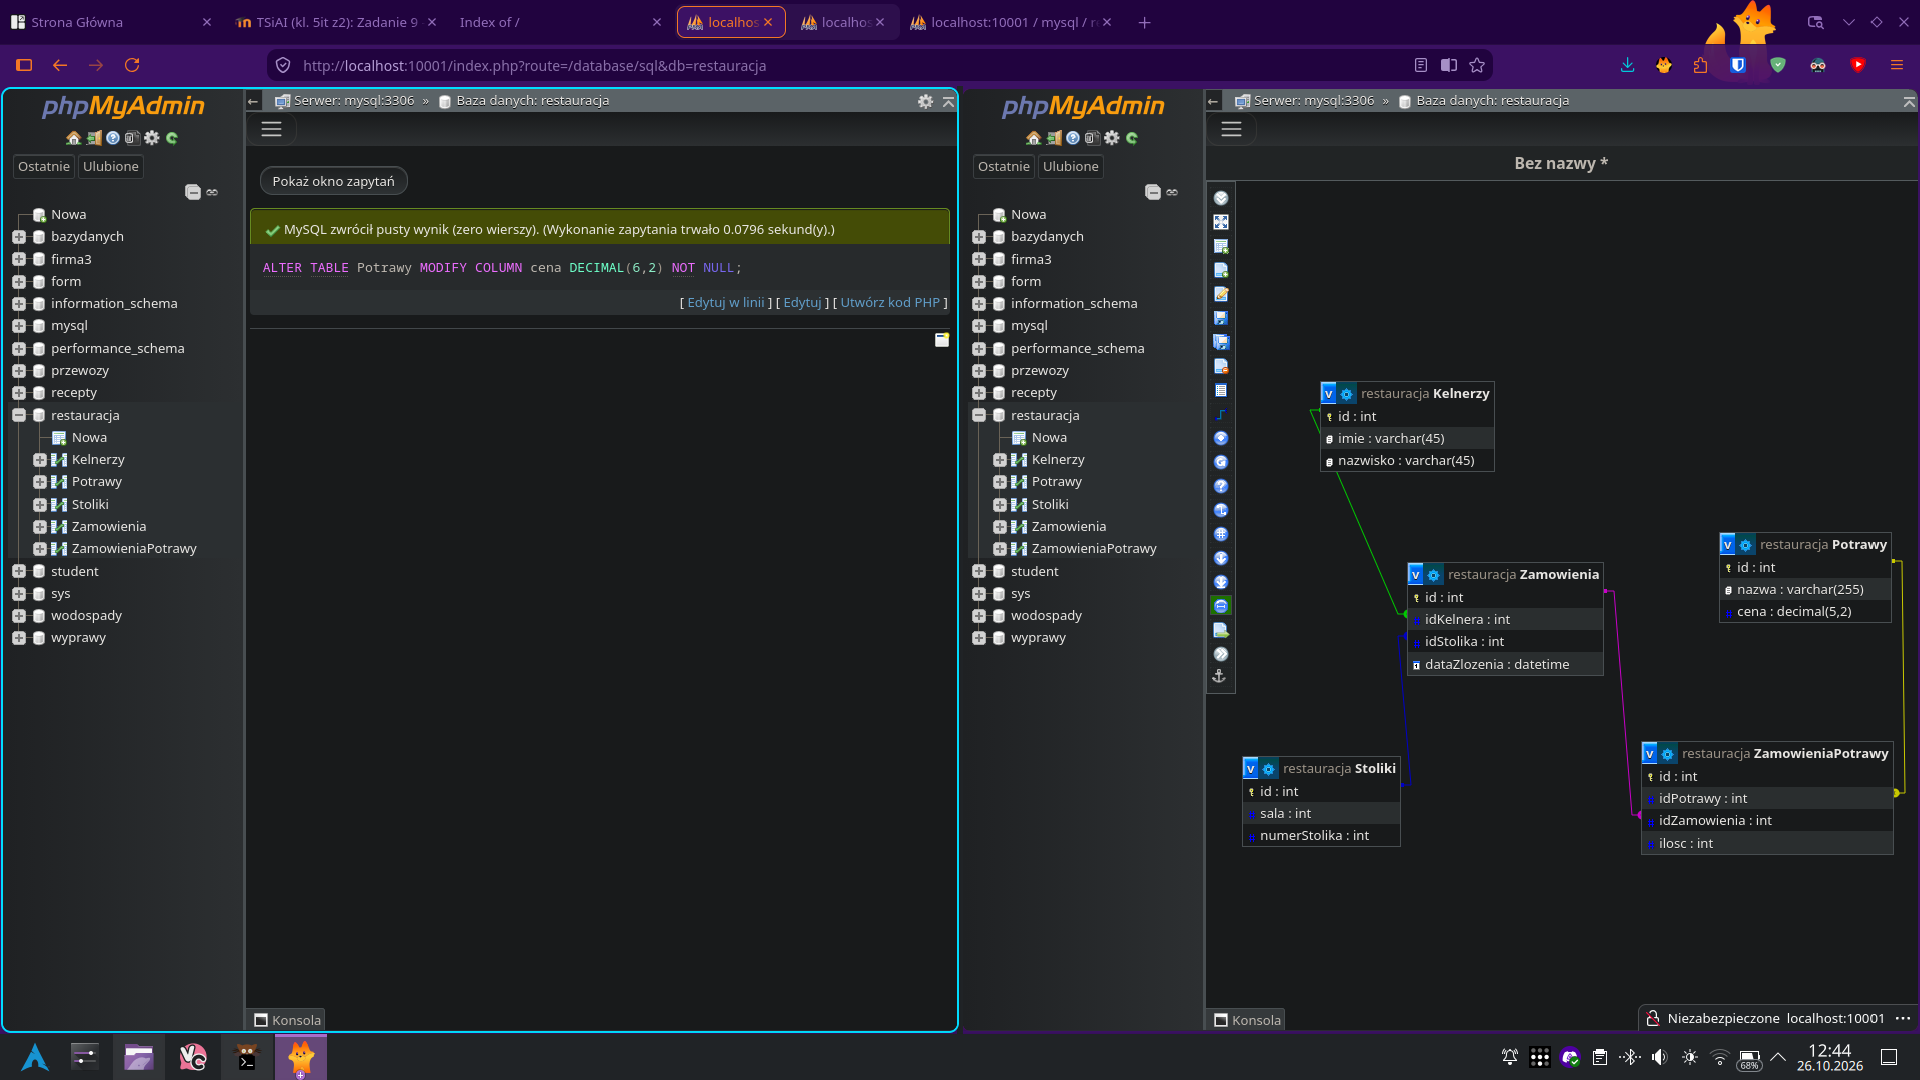 Strona Główna
TSiAI (kl. 5it z2): Zadanie 9
Index of /
localhos
localhos
localhost:10001 / mysql / r
http://localhost:10001/index.php?route=/database/sql&db=restauracja
phpMyAdmin
Ostatnie
Ulubione
Nowa
bazydanych
firma3
form
information_schema
mysql
performance_schema
przewozy
recepty
restauracja
Nowa
Kelnerzy
Potrawy
Stoliki
Zamowienia
ZamowieniaPotrawy
student
sys
wodospady
wyprawy
Serwer: mysql:3306 » Baza danych: restauracja
Pokaż okno zapytań
MySQL zwrócił pusty wynik (zero wierszy). (Wykonanie zapytania trwało 0.0796 sekund(y).)
ALTER TABLE Potrawy MODIFY COLUMN cena DECIMAL(6,2) NOT NULL;
[ Edytuj w linii ] [ Edytuj ] [ Utwórz kod PHP ]
Konsola
phpMyAdmin
Ostatnie
Ulubione
Nowa
bazydanych
firma3
form
information_schema
mysql
performance_schema
przewozy
recepty
restauracja
Nowa
Kelnerzy
Potrawy
Stoliki
Zamowienia
ZamowieniaPotrawy
student
sys
wodospady
wyprawy
Serwer: mysql:3306 » Baza danych: restauracja
Bez nazwy *
restauracja Kelnerzy
id : int
imie : varchar(45)
nazwisko : varchar(45)
restauracja Potrawy
id : int
nazwa : varchar(255)
cena : decimal(5,2)
restauracja Zamowienia
id : int
idKelnera : int
idStolika : int
dataZlozenia : datetime
restauracja Stoliki
id : int
sala : int
numerStolika : int
restauracja ZamowieniaPotrawy
id : int
idPotrawy : int
idZamowienia : int
ilosc : int
Konsola
Niezabezpieczone localhost:10001
68%
12:44
26.10.2026